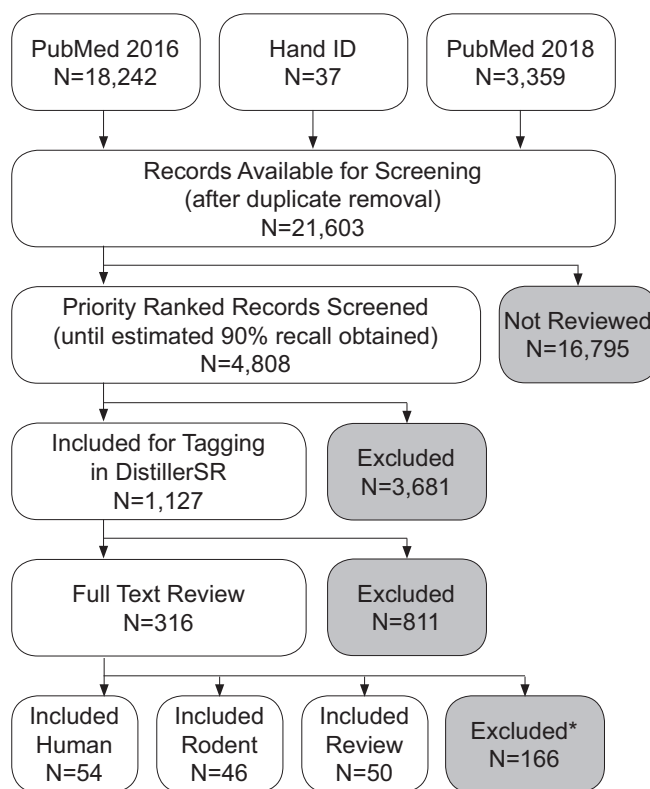 PubMed 2016
N=18,242
Hand ID
N=37
PubMed 2018
N=3,359
Records Available for Screening
(after duplicate removal)
N=21,603
Priority Ranked Records Screened
(until estimated 90% recall obtained)
N=4,808
Not Reviewed
N=16,795
Included for Tagging
in DistillerSR
N=1,127
Excluded
N=3,681
Full Text Review
N=316
Excluded
N=811
Included
Human
N=54
Included
Rodent
N=46
Included
Review
N=50
Excluded*
N=166